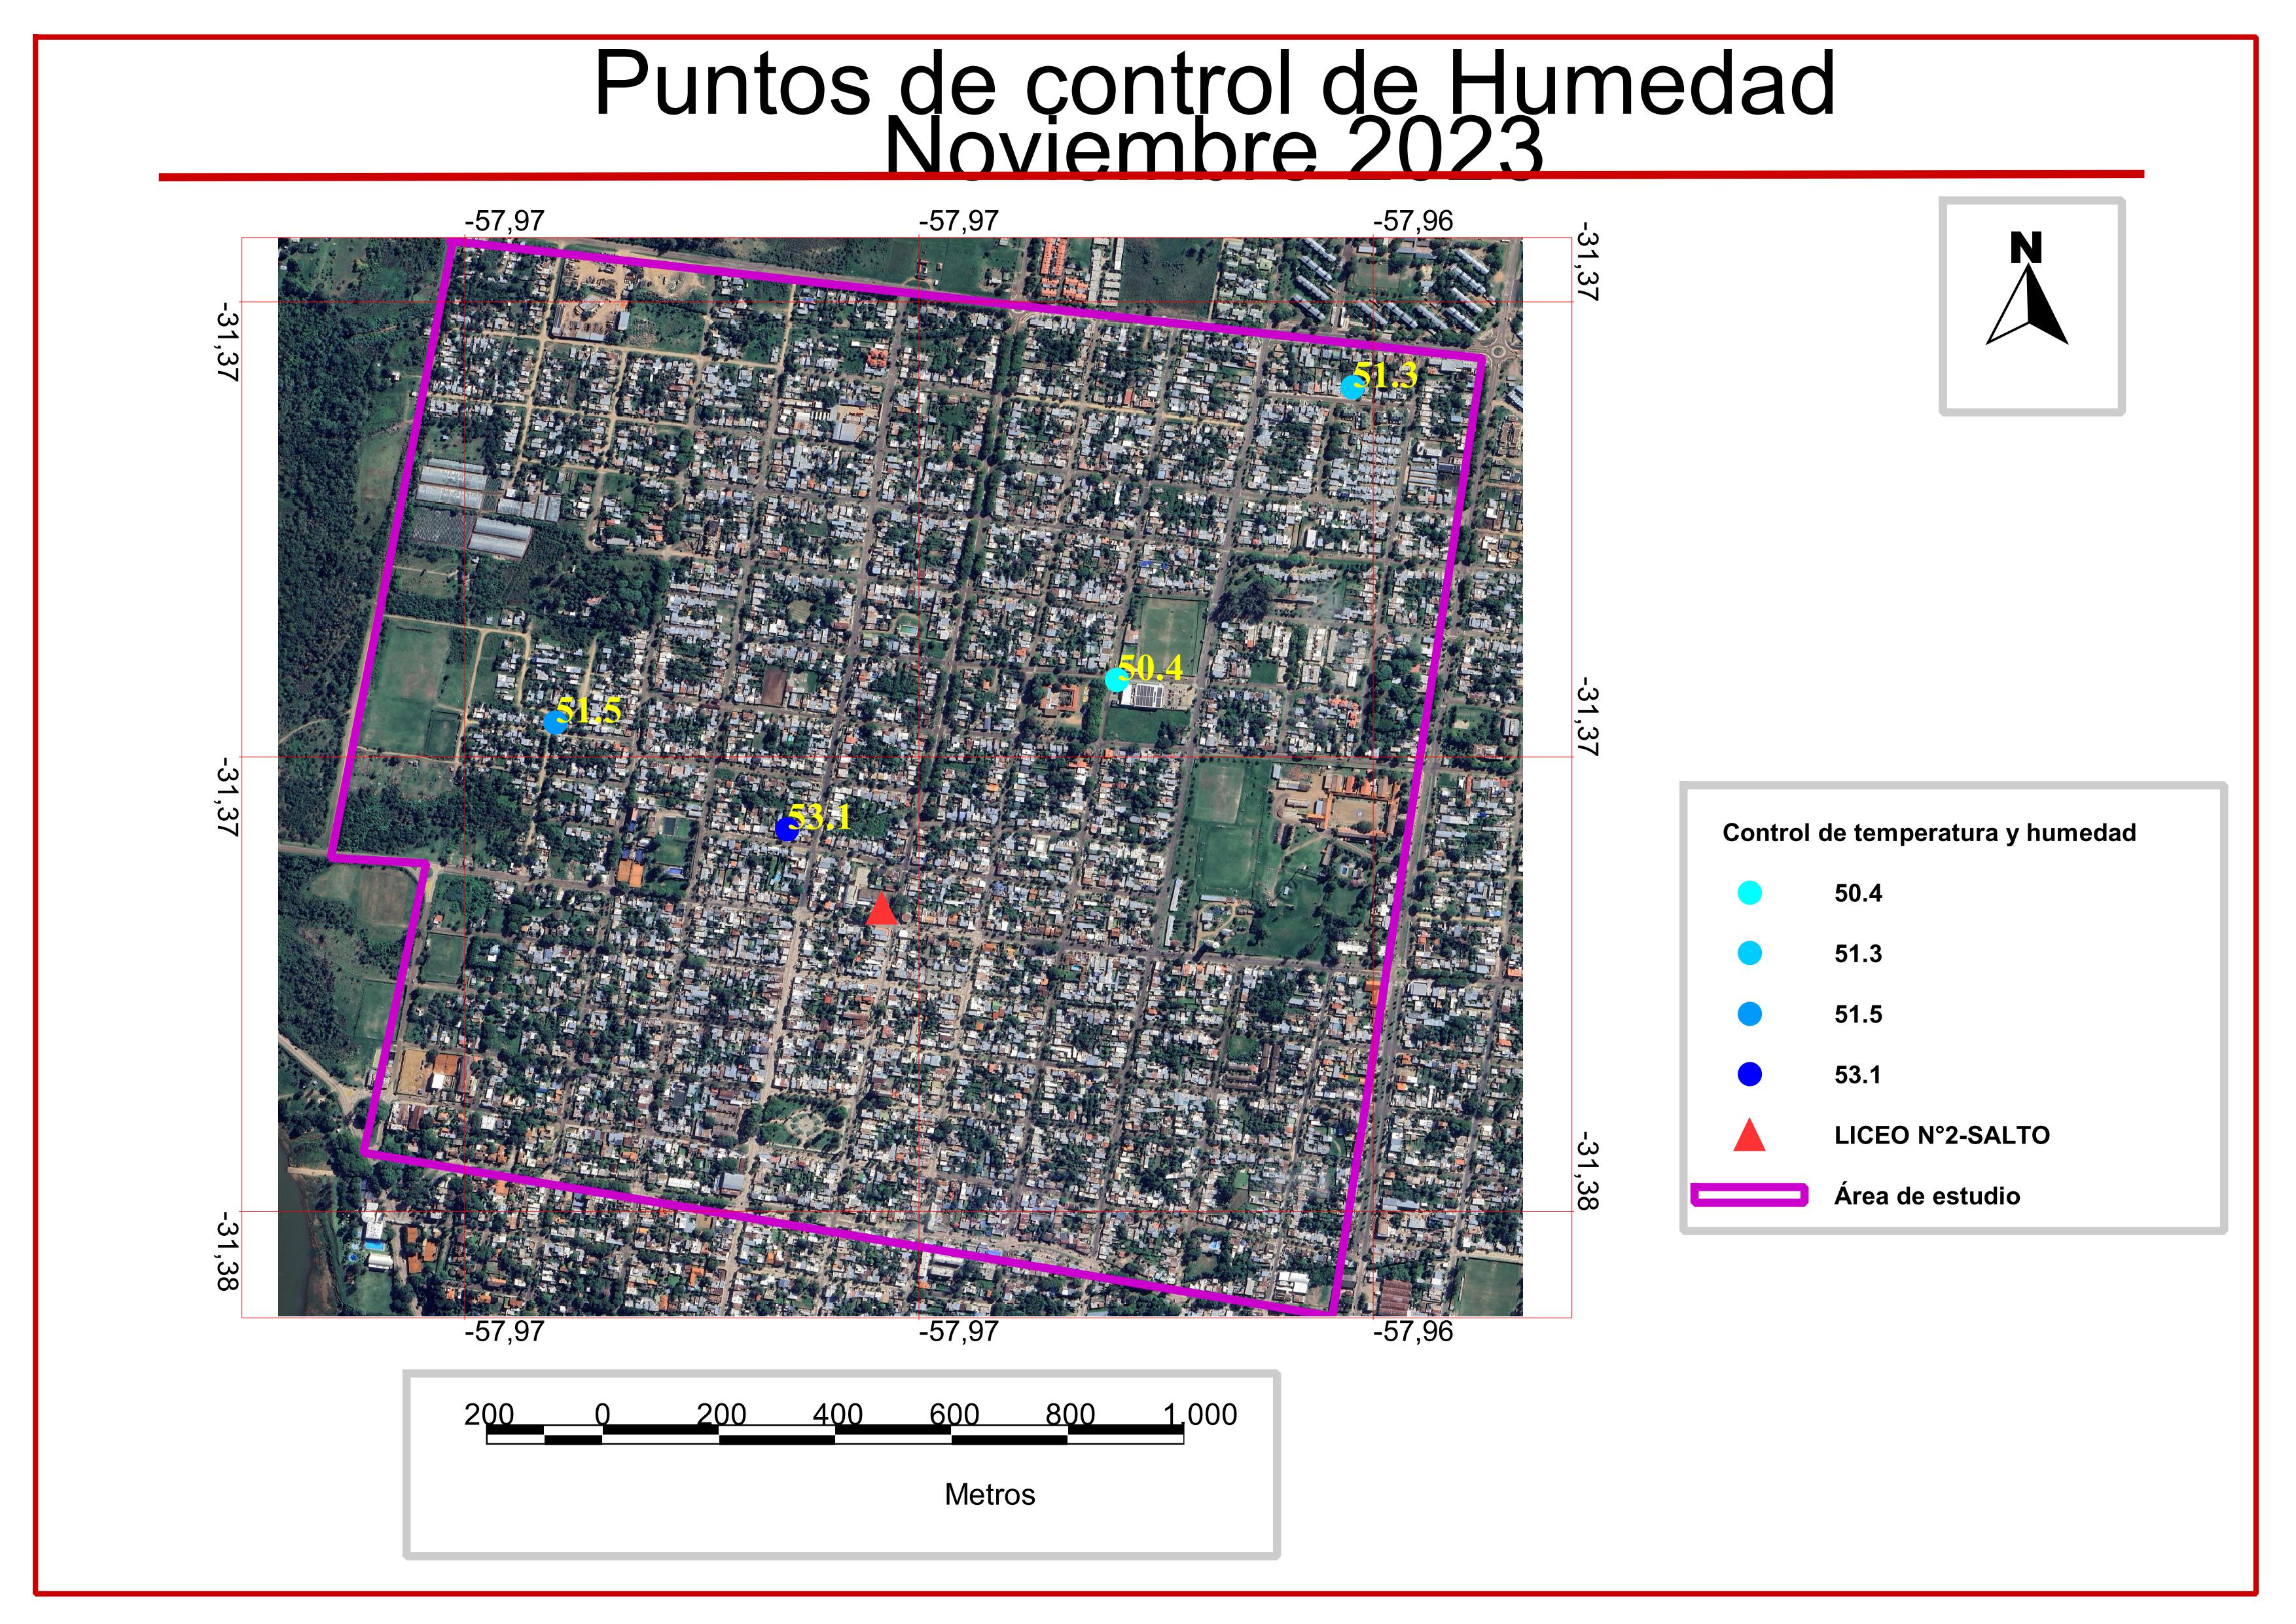 Puntos de control de Humedad
Noviembre 2023
-57,97 -57,97 -57,96
-31,37
-31,37
N
51.3
50.4
51.5
-31,37
-31,37
53.1
-31,38
-31,38
-57,97 -57,97 -57,96
Control de temperatura y humedad
50.4
51.3
51.5
53.1
LICEO N°2-SALTO
Área de estudio
200 0 200 400 600 800 1.000
Metros